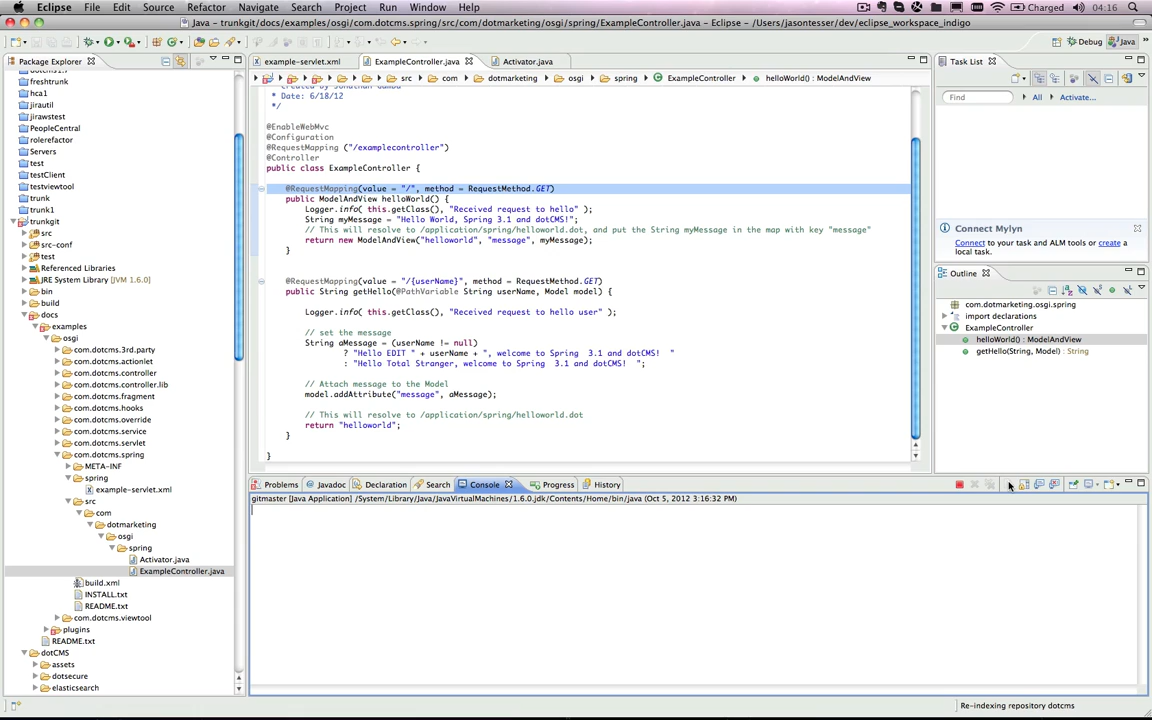 Eclipse File Edit Source Refactor Navigate Search Project Run Window Help Charged 04:16
Java – trunkgit/docs/examples/osgi/com.dotcms.spring/src/com/dotmarketing/osgi/spring/ExampleController.java – Eclipse – /Users/jasontesser/dev/eclipse_workspace_indigo
Debug Java
Package Explorer
dotcms1.7
freshtrunk
hca1
jirautil
jirawstest
PeopleCentral
rolerefactor
Servers
test
testClient
testviewtool
trunk
trunk1
trunkgit
src
src-conf
test
Referenced Libraries
JRE System Library [JVM 1.6.0]
bin
build
docs
examples
osgi
com.dotcms.3rd.party
com.dotcms.actionlet
com.dotcms.controller
com.dotcms.controller.lib
com.dotcms.fragment
com.dotcms.hooks
com.dotcms.override
com.dotcms.service
com.dotcms.servlet
com.dotcms.spring
META-INF
spring
example-servlet.xml
src
com
dotmarketing
osgi
spring
Activator.java
ExampleController.java
build.xml
INSTALL.txt
README.txt
com.dotcms.viewtool
plugins
README.txt
dotCMS
assets
dotsecure
elasticsearch
example-servlet.xml ExampleController.java Activator.java
src com dotmarketing osgi spring ExampleController helloWorld() : ModelAndView
* Created by Jonathan Gamba
* Date: 6/18/12
*/
@EnableWebMvc
@Configuration
@RequestMapping ("/examplecontroller")
@Controller
public class ExampleController {
@RequestMapping(value = "/", method = RequestMethod.GET)
public ModelAndView helloWorld() {
Logger.info( this.getClass(), "Received request to hello" );
String myMessage = "Hello World, Spring 3.1 and dotCMS!";
// This will resolve to /application/spring/helloworld.dot, and put the String myMessage in the map with key "message"
return new ModelAndView("helloworld", "message", myMessage);
}
@RequestMapping(value = "/{userName}", method = RequestMethod.GET)
public String getHello(@PathVariable String userName, Model model) {
Logger.info( this.getClass(), "Received request to hello user" );
// set the message
String aMessage = (userName != null)
? "Hello EDIT " + userName + ", welcome to Spring  3.1 and dotCMS!  "
: "Hello Total Stranger, welcome to Spring  3.1 and dotCMS!  ";
// Attach message to the Model
model.addAttribute("message", aMessage);
// This will resolve to /application/spring/helloworld.dot
return "helloworld";
}
}
Problems Javadoc Declaration Search Console Progress History
gitmaster [Java Application] /System/Library/Java/JavaVirtualMachines/1.6.0.jdk/Contents/Home/bin/java (Oct 5, 2012 3:16:32 PM)
Task List
Find All Activate...
Connect Mylyn
Connect to your task and ALM tools or create a
local task.
Outline
com.dotmarketing.osgi.spring
import declarations
ExampleController
helloWorld() : ModelAndView
getHello(String, Model) : String
Re-indexing repository dotcms